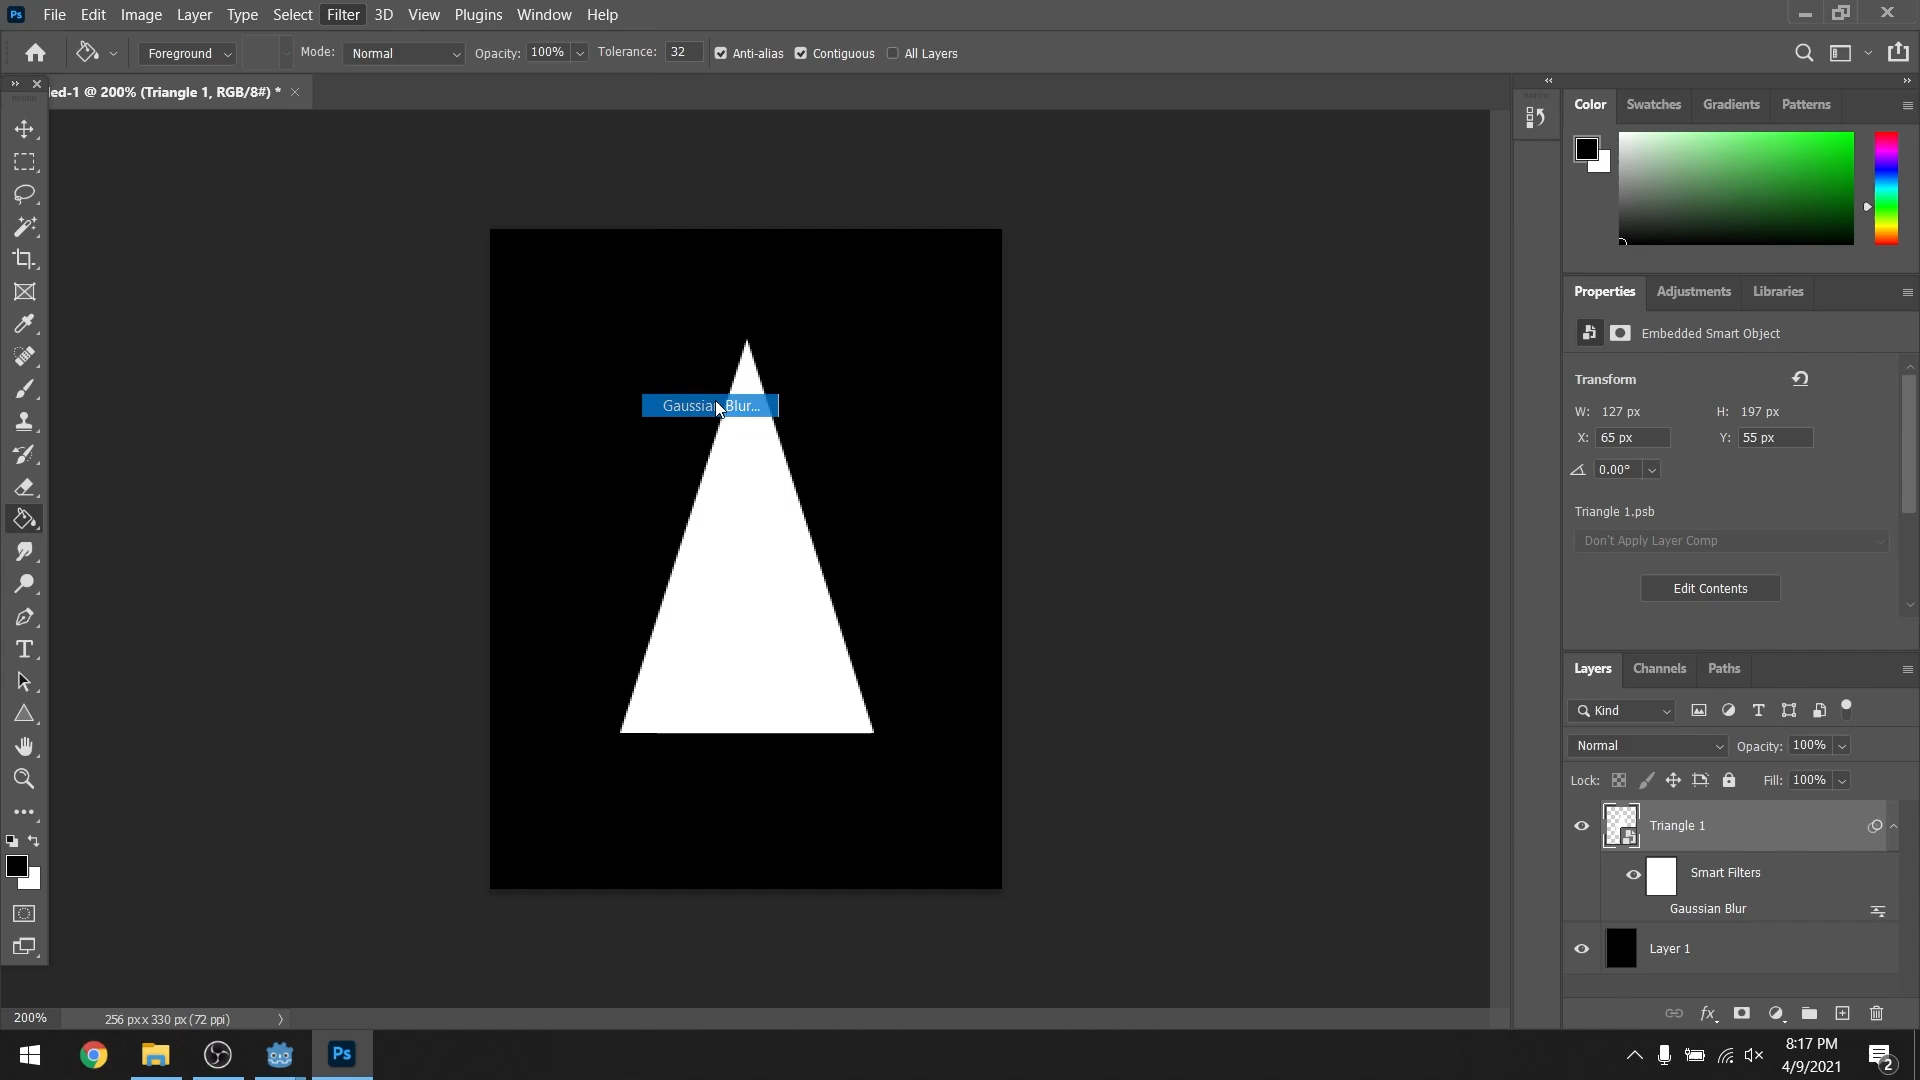 Ps File Edit Image Layer Type Select Filter 3D View Plugins Window Help
Foreground Mode: Normal Opacity: 100% Tolerance: 32 Anti-alias Contiguous All Layers
led-1 @ 200% (Triangle 1, RGB/8#) *
Color Swatches Gradients Patterns
Properties Adjustments Libraries
Embedded Smart Object
Transform
W: 127 px H: 197 px
X: 65 px Y: 55 px
0.00°
Triangle 1.psb
Don't Apply Layer Comp
Edit Contents
Gaussian Blur...
Layers Channels Paths
Kind
Normal Opacity: 100%
Lock: Fill: 100%
Triangle 1
Smart Filters
Gaussian Blur
Layer 1
fx
200% 256 px x 330 px (72 ppi)
Ps
8:17 PM
4/9/2021
2